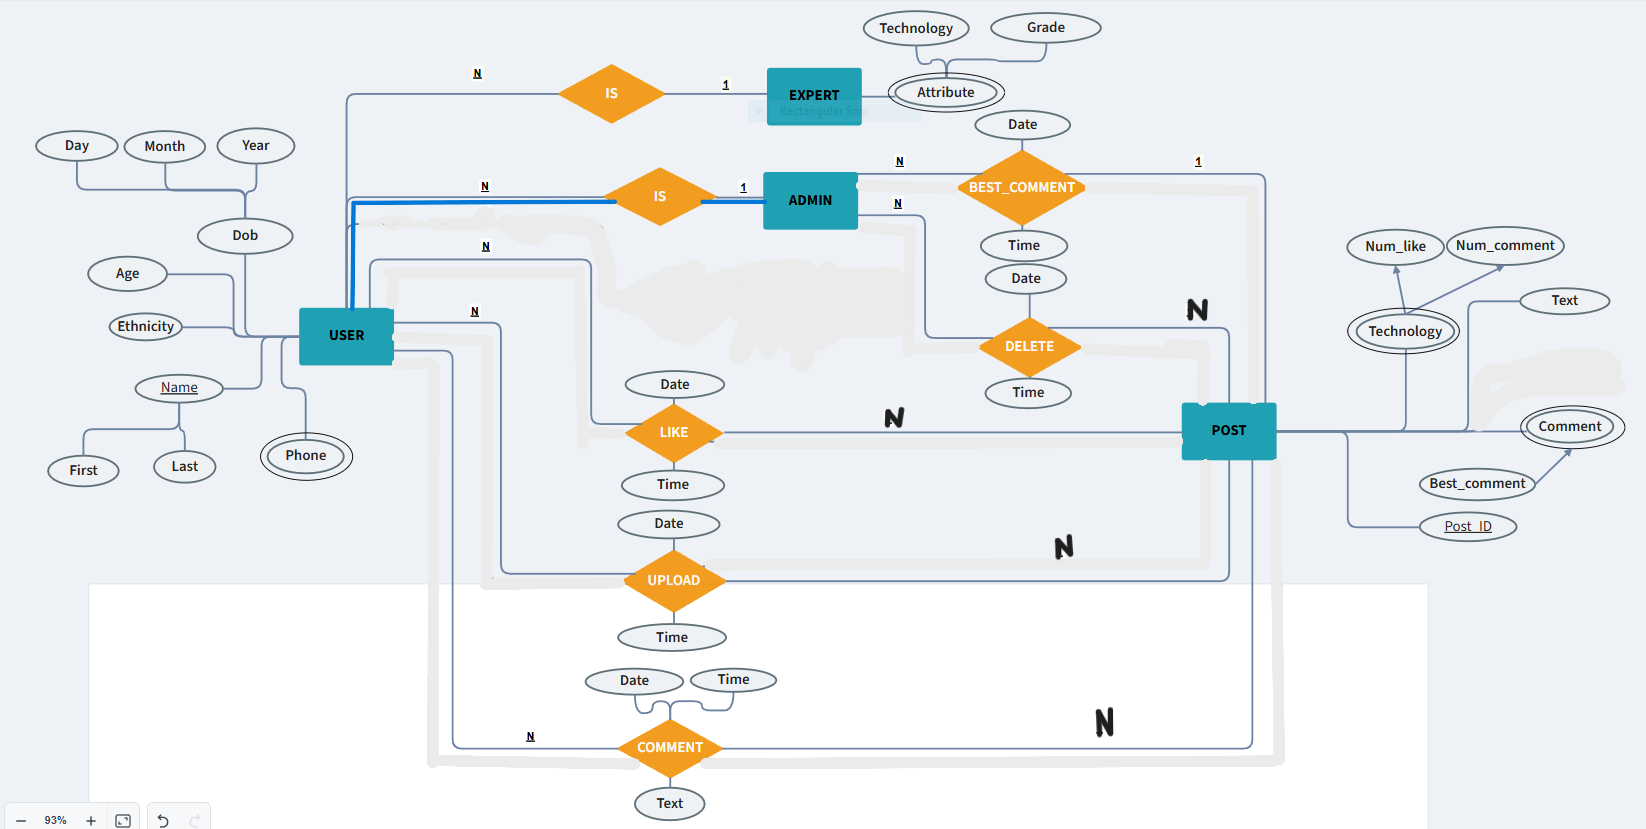 Technology
Grade
N
IS
1
EXPERT
Attribute
Rectangular Snip
Date
Day
Month
Year
N
IS
1
ADMIN
N
BEST_COMMENT
1
N
Dob
N
Time
Num_like
Num_comment
Age
Date
Text
N
N
Ethnicity
USER
DELETE
Technology
Name
Date
Time
N
LIKE
POST
Comment
First
Last
Phone
Time
Best_comment
Date
Post_ID
N
UPLOAD
Time
Date
Time
N
N
COMMENT
Text
93%